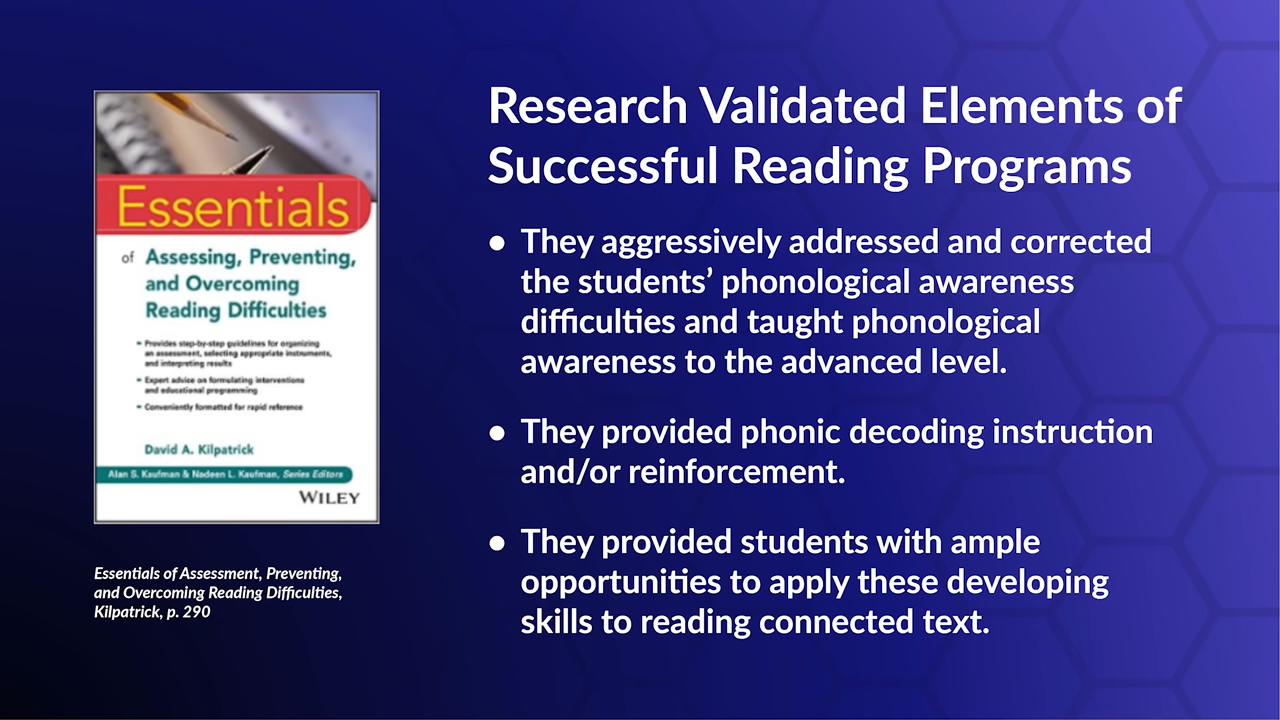 Essentials
of Assessing, Preventing,
and Overcoming
Reading Difficulties
Provides step-by-step guidelines for organizing
an assessment, selecting appropriate instruments,
and interpreting results
Expert advice on formulating interventions
and educational programming
Conveniently formatted for rapid reference
David A. Kilpatrick
Alan S. Kaufman & Nadeen L. Kaufman, Series Editors
WILEY
Essentials of Assessment, Preventing,
and Overcoming Reading Difficulties,
Kilpatrick, p. 290
Research Validated Elements of
Successful Reading Programs
• They aggressively addressed and corrected
the students’ phonological awareness
difficulties and taught phonological
awareness to the advanced level.
• They provided phonic decoding instruction
and/or reinforcement.
• They provided students with ample
opportunities to apply these developing
skills to reading connected text.